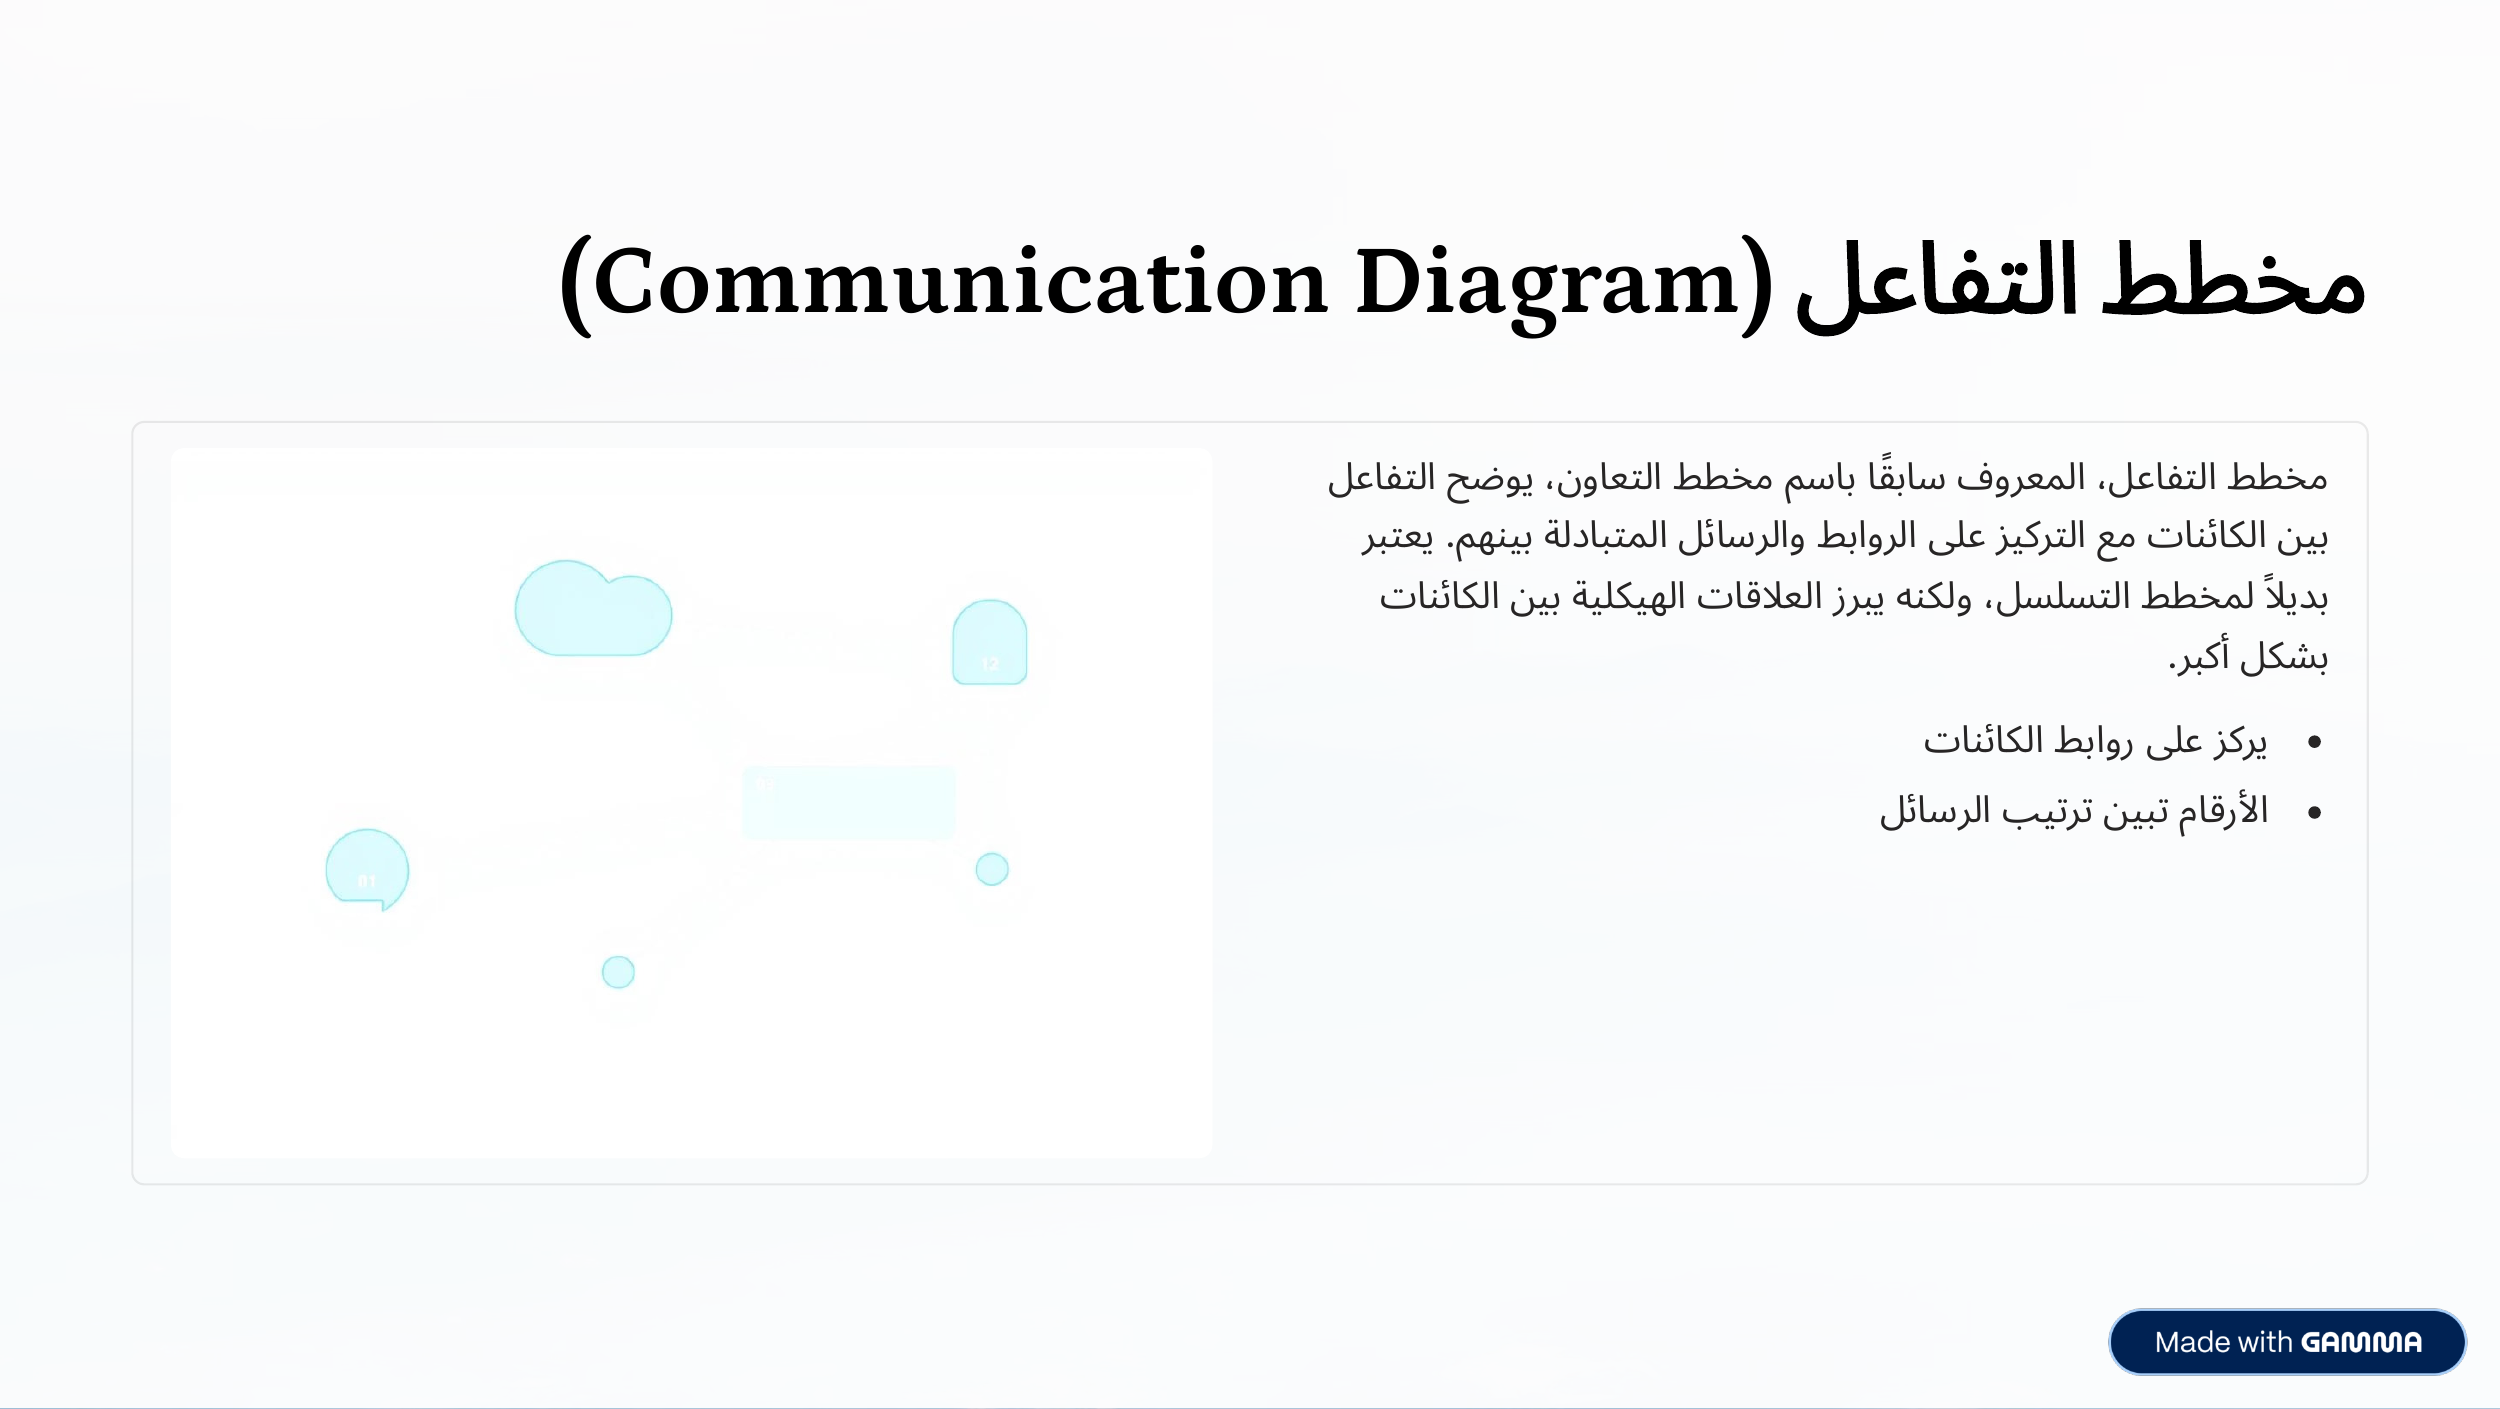 مخطط التفاعل (Communication Diagram)
مخطط التفاعل، المعروف سابقًا باسم مخطط التعاون، يوضح التفاعل
بين الكائنات مع التركيز على الروابط والرسائل المتبادلة بينهم. يعتبر
بديلاً لمخطط التسلسل، ولكنه يبرز العلاقات الهيكلية بين الكائنات
بشكل أكبر.
• يركز على روابط الكائنات
• الأرقام تبين ترتيب الرسائل
12
01
Made with GAMMA